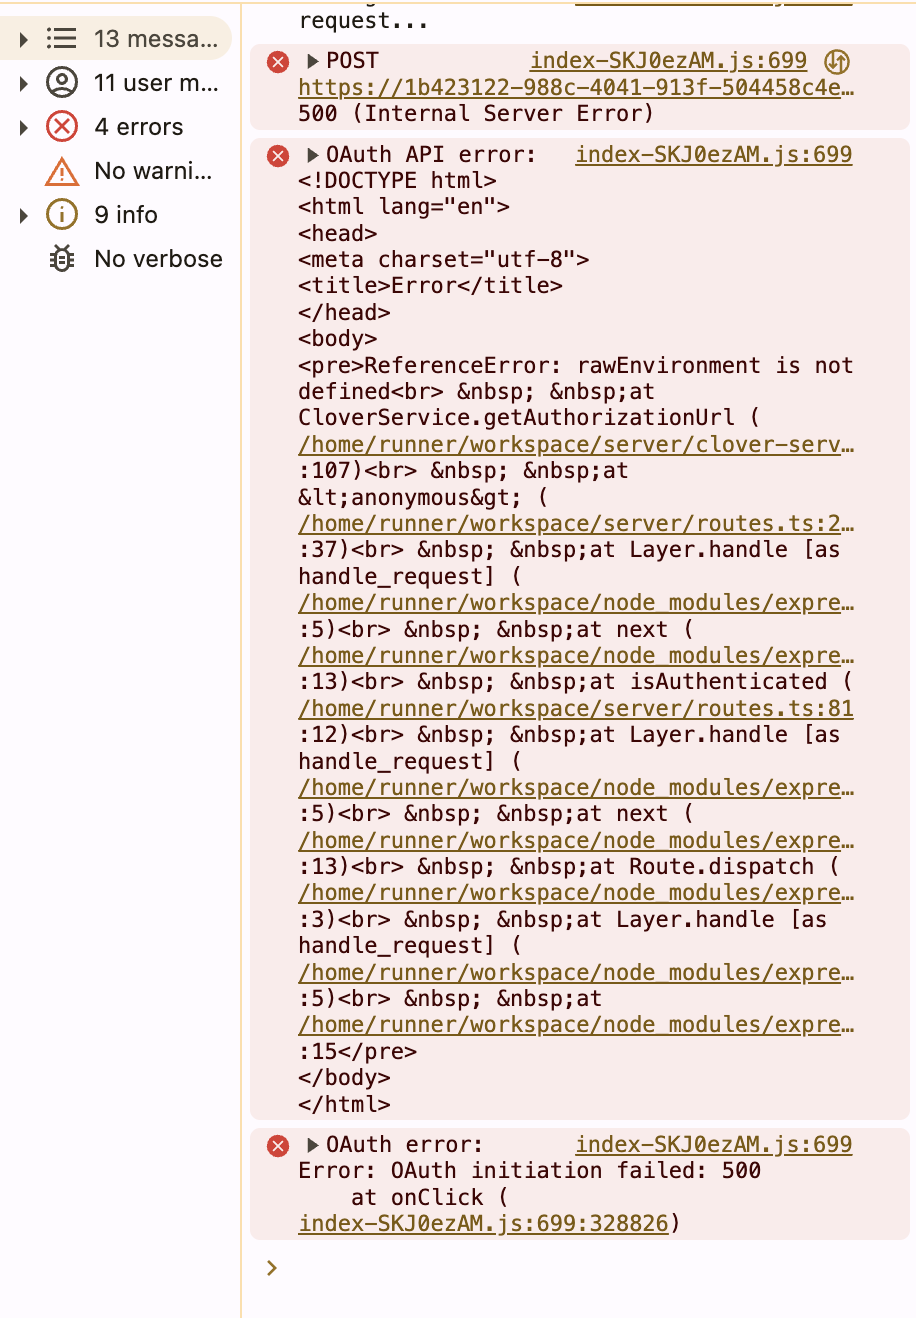 13 messa...
11 user m...
4 errors
No warni...
9 info
No verbose
request...
POST index-SKJ0ezAM.js:699
https://1b423122-988c-4041-913f-504458c4e…
500 (Internal Server Error)
OAuth API error: index-SKJ0ezAM.js:699
<!DOCTYPE html>
<html lang="en">
<head>
<meta charset="utf-8">
<title>Error</title>
</head>
<body>
<pre>ReferenceError: rawEnvironment is not
defined<br> &nbsp; &nbsp;at
CloverService.getAuthorizationUrl (
/home/runner/workspace/server/clover-serv…
:107)<br> &nbsp; &nbsp;at
&lt;anonymous&gt; (
/home/runner/workspace/server/routes.ts:2…
:37)<br> &nbsp; &nbsp;at Layer.handle [as
handle_request] (
/home/runner/workspace/node_modules/expre…
:5)<br> &nbsp; &nbsp;at next (
/home/runner/workspace/node_modules/expre…
:13)<br> &nbsp; &nbsp;at isAuthenticated (
/home/runner/workspace/server/routes.ts:81
:12)<br> &nbsp; &nbsp;at Layer.handle [as
handle_request] (
/home/runner/workspace/node_modules/expre…
:5)<br> &nbsp; &nbsp;at next (
/home/runner/workspace/node_modules/expre…
:13)<br> &nbsp; &nbsp;at Route.dispatch (
/home/runner/workspace/node_modules/expre…
:3)<br> &nbsp; &nbsp;at Layer.handle [as
handle_request] (
/home/runner/workspace/node_modules/expre…
:5)<br> &nbsp; &nbsp;at
/home/runner/workspace/node_modules/expre…
:15</pre>
</body>
</html>
OAuth error: index-SKJ0ezAM.js:699
Error: OAuth initiation failed: 500
at onClick (
index-SKJ0ezAM.js:699:328826)